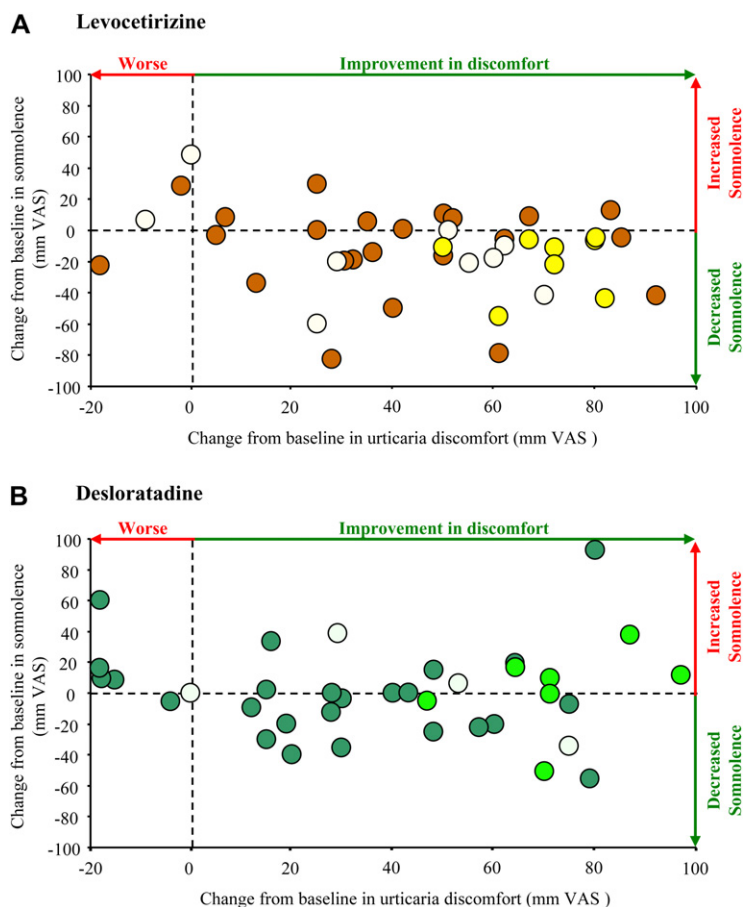 A Levocetirizine
Worse Improvement in discomfort
100
80
60
40
20
0
-20
-40
-60
-80
-100
Change from baseline in somnolence
(mm VAS)
Increased
Somnolence
Decreased
Somnolence
-20 0 20 40 60 80 100
Change from baseline in urticaria discomfort (mm VAS )
B Desloratadine
Worse Improvement in discomfort
100
80
60
40
20
0
-20
-40
-60
-80
-100
Change from baseline in somnolence
(mm VAS)
Increased
Somnolence
Decreased
Somnolence
-20 0 20 40 60 80 100
Change from baseline in urticaria discomfort (mm VAS )